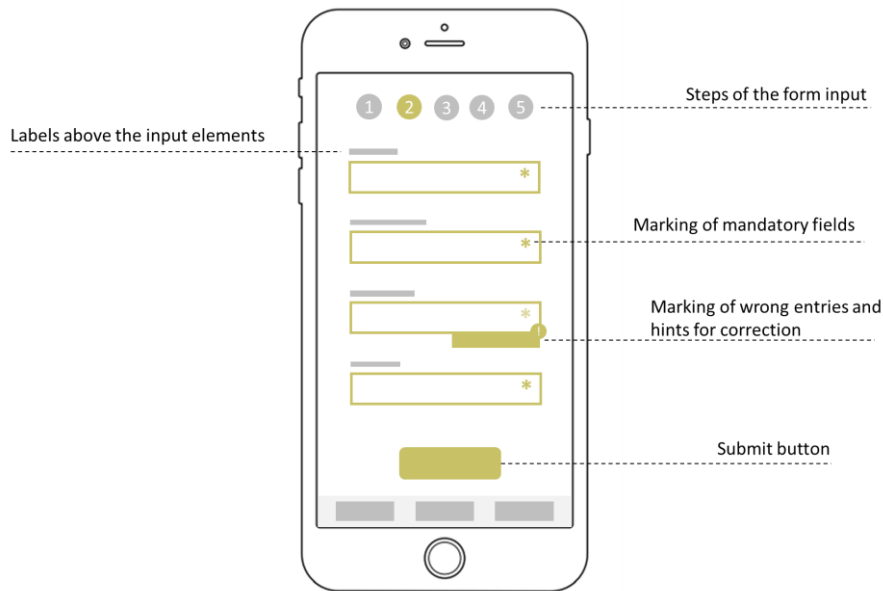 1 2 3 4 5
Steps of the form input
Labels above the input elements
*
Marking of mandatory fields
*
*
Marking of wrong entries and
hints for correction
!
*
Submit button